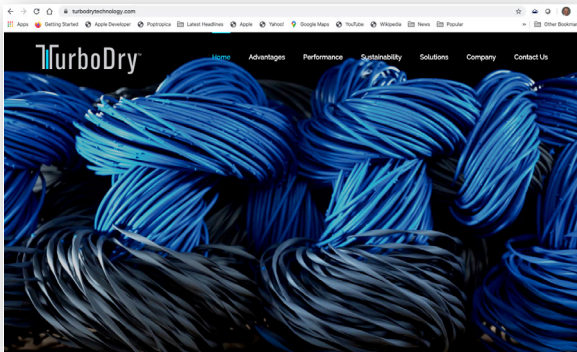 turbodrytechnology.com
Apps Getting Started Apple Developer Poptropica Latest Headlines Apple Yahoo! Google Maps YouTube Wikipedia News Popular » Other Bookmar
TurboDry™ Home Advantages Performance Sustainability Solutions Company Contact Us